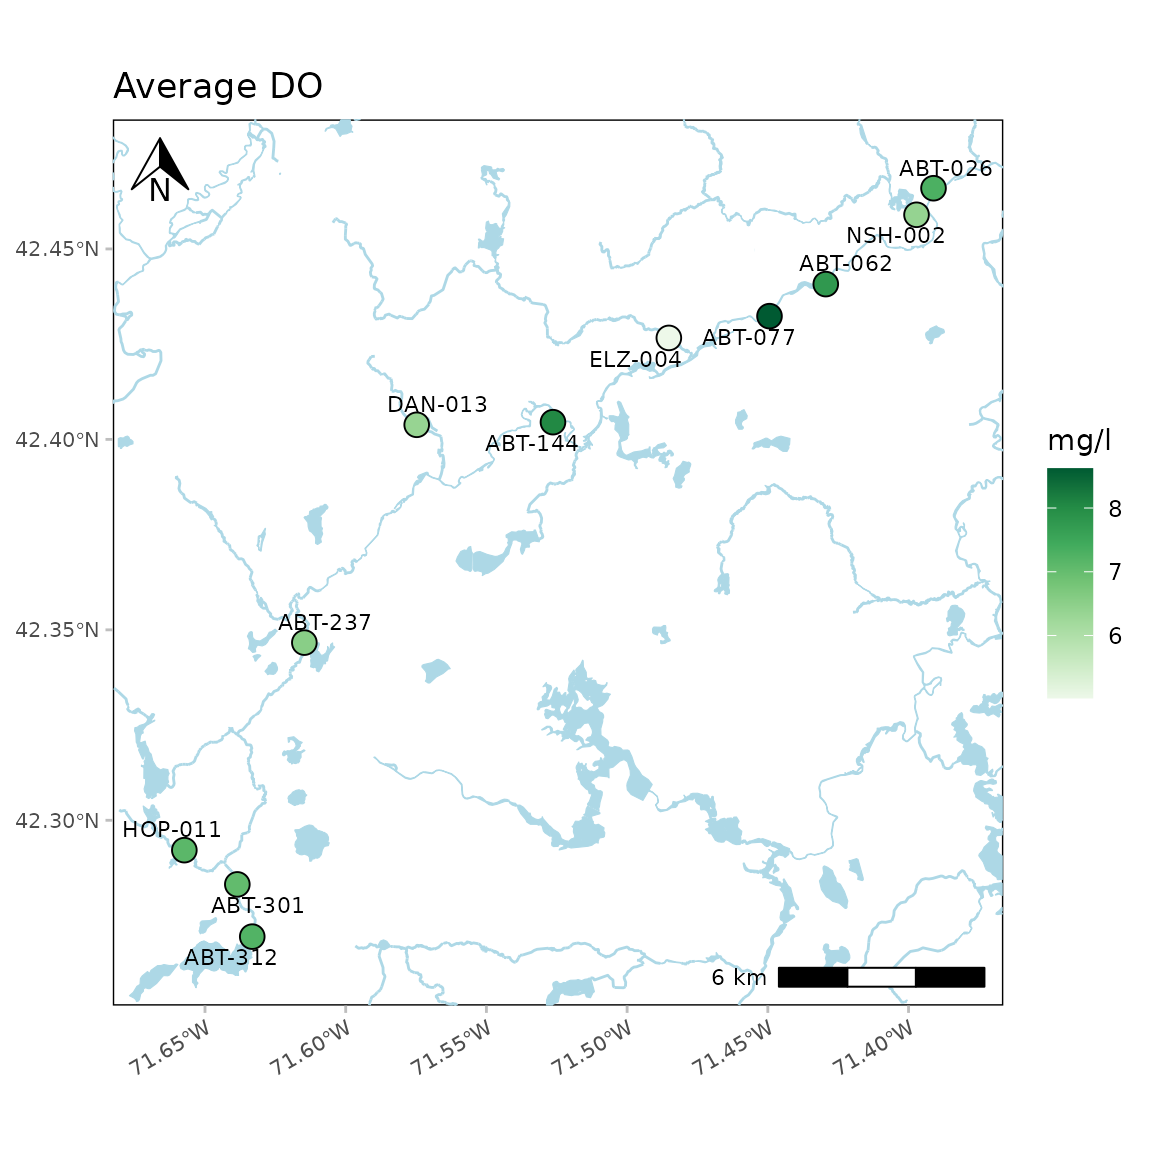 Average DO
N
ABT-026
NSH-002
42.45°N
ABT-062
ABT-077
ELZ-004
DAN-013
42.40°N
ABT-144
mg/l
8
7
6
ABT-237
42.35°N
42.30°N
HOP-011
ABT-301
ABT-312
6 km
71.65°W
71.60°W
71.55°W
71.50°W
71.45°W
71.40°W